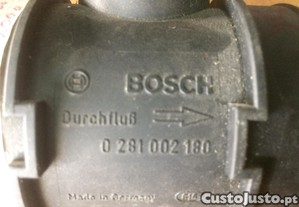 BOSCH
Durchfluß
0 281 002 180
Made in Germany
CustoJusto.pt